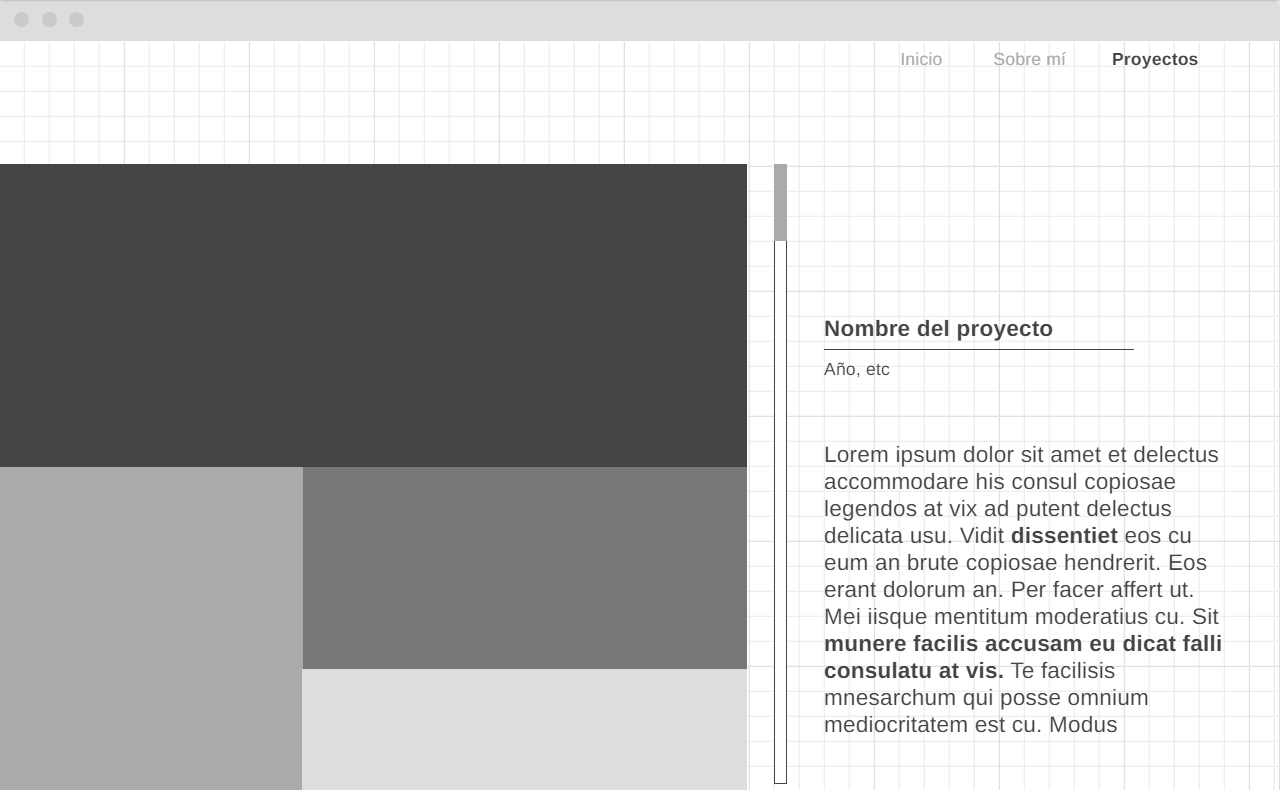 Inicio Sobre mí Proyectos
Nombre del proyecto
Año, etc
Lorem ipsum dolor sit amet et delectus
accommodare his consul copiosae
legendos at vix ad putent delectus
delicata usu. Vidit dissentiet eos cu
eum an brute copiosae hendrerit. Eos
erant dolorum an. Per facer affert ut.
Mei iisque mentitum moderatius cu. Sit
munere facilis accusam eu dicat falli
consulatu at vis. Te facilisis
mnesarchum qui posse omnium
mediocritatem est cu. Modus